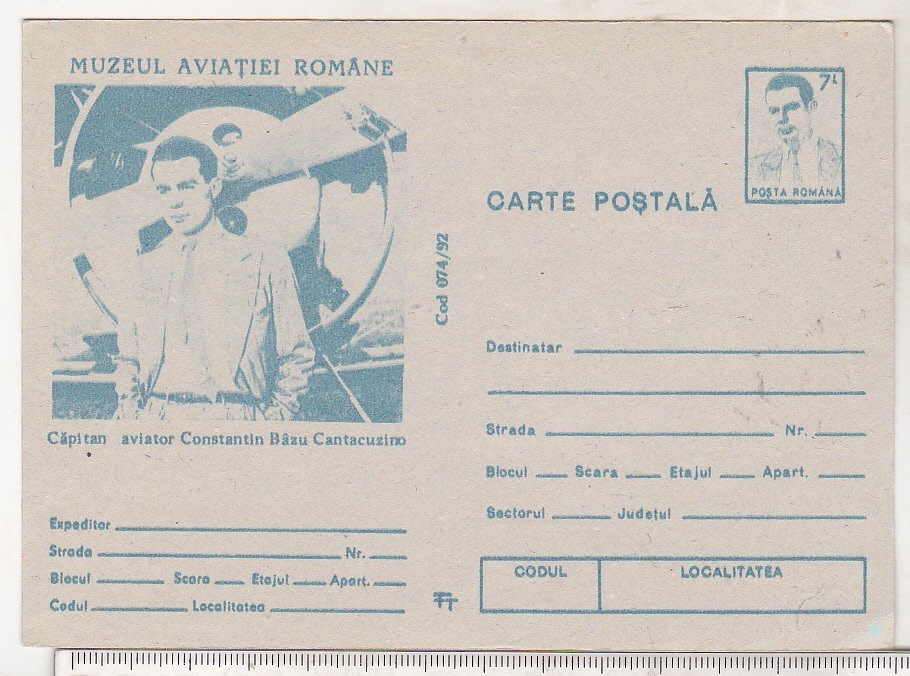 MUZEUL AVIAȚIEI ROMÂNE
Căpitan aviator Constantin Bâzu Cantacuzino
Expeditor
Strada Nr.
Blocul Scara Etajul Apart.
Codul Localitatea
Cod 074/92
7L
POȘTA ROMÂNĂ
CARTE POȘTALĂ
Destinatar
Strada Nr.
Blocul Scara Etajul Apart.
Sectorul Județul
CODUL LOCALITATEA